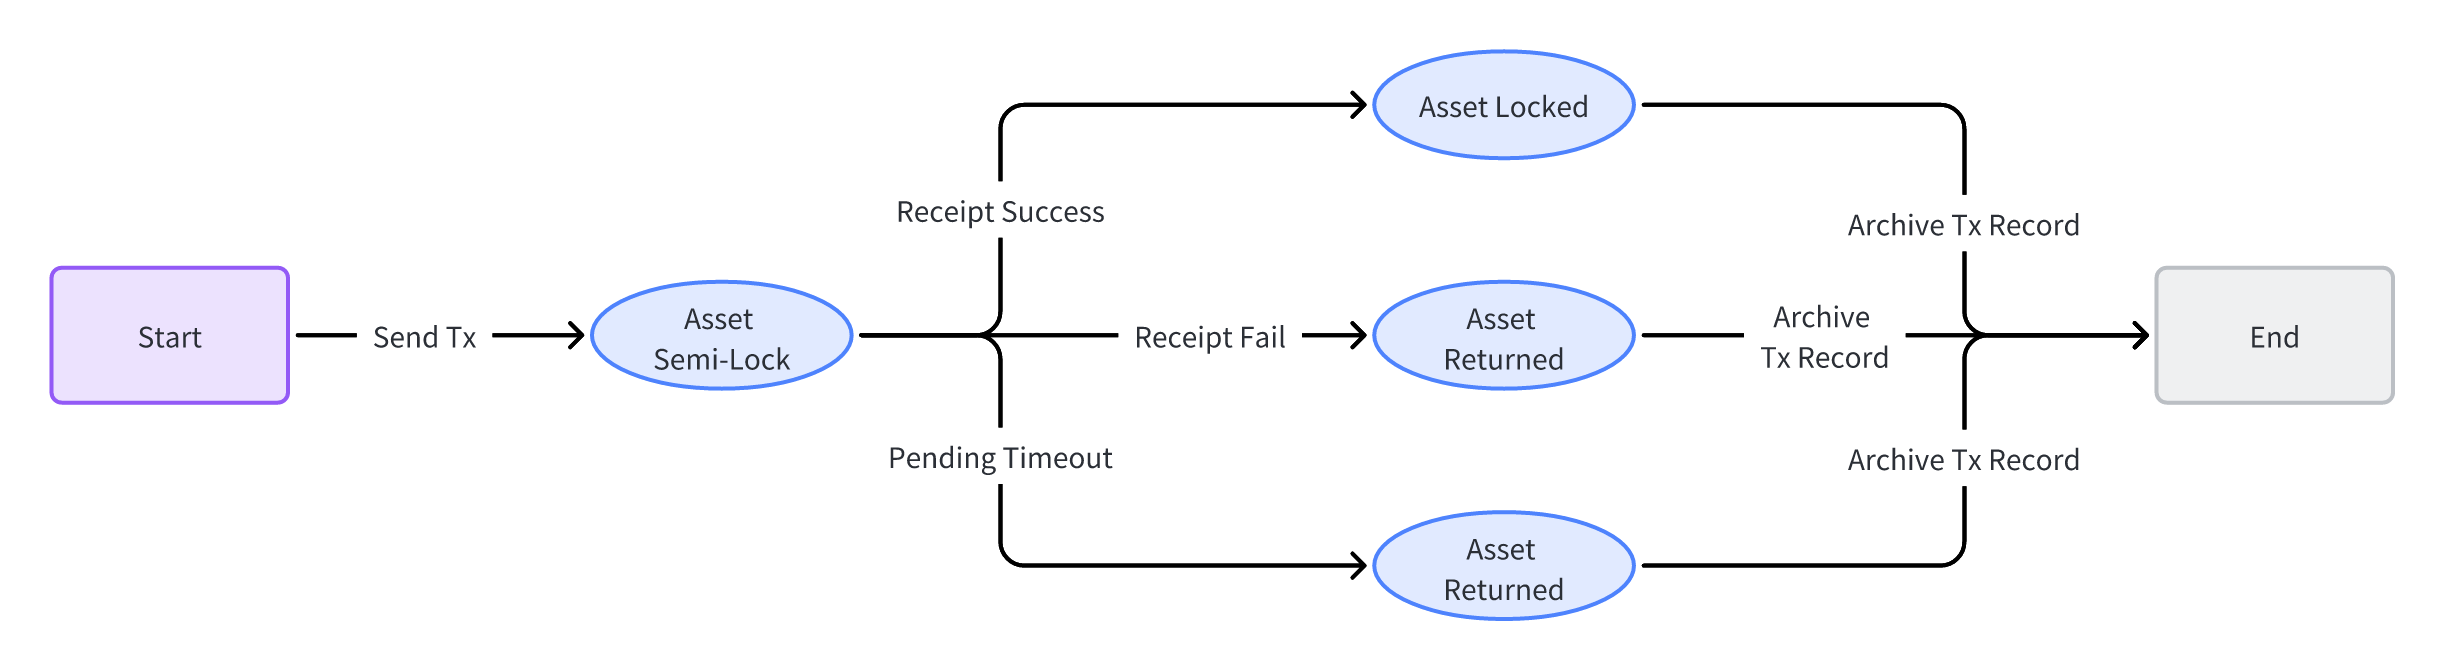 Asset Locked
Receipt Success
Archive Tx Record
Start
Send Tx
Asset
Semi-Lock
Receipt Fail
Asset
Returned
Archive
Tx Record
End
Pending Timeout
Archive Tx Record
Asset
Returned